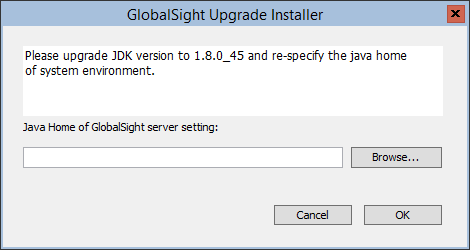 GlobalSight Upgrade Installer
Please upgrade JDK version to 1.8.0_45 and re-specify the java home
of system environment.
Java Home of GlobalSight server setting:
Browse...
Cancel
OK